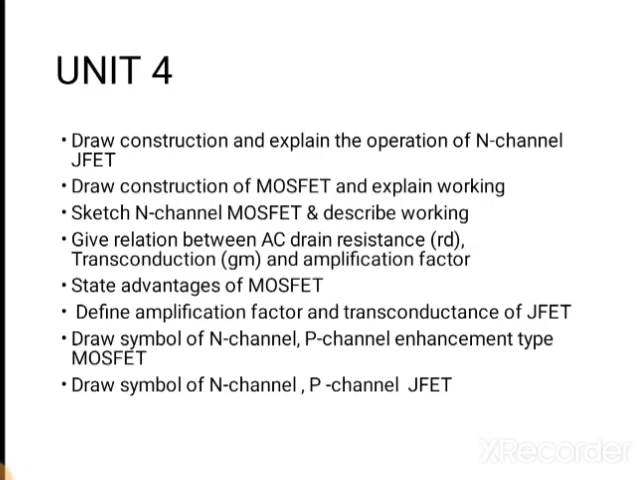 UNIT 4
• Draw construction and explain the operation of N-channel
JFET
• Draw construction of MOSFET and explain working
• Sketch N-channel MOSFET & describe working
• Give relation between AC drain resistance (rd),
Transconduction (gm) and amplification factor
• State advantages of MOSFET
• Define amplification factor and transconductance of JFET
• Draw symbol of N-channel, P-channel enhancement type
MOSFET
• Draw symbol of N-channel , P -channel JFET
XRecorder